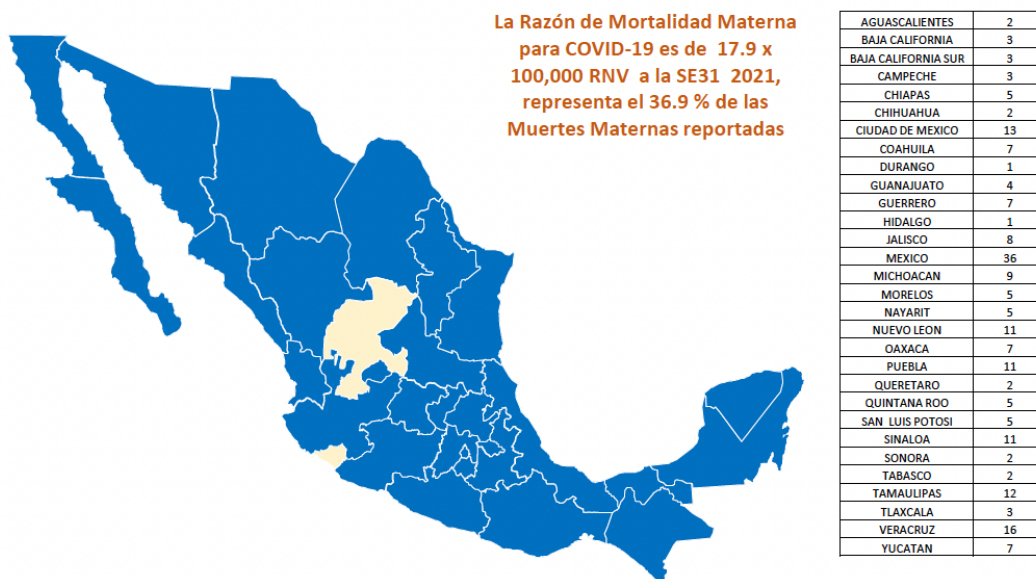 La Razón de Mortalidad Materna
para COVID-19 es de 17.9 x
100,000 RNV a la SE31 2021,
representa el 36.9 % de las
Muertes Maternas reportadas
AGUASCALIENTES 2
BAJA CALIFORNIA 3
BAJA CALIFORNIA SUR 3
CAMPECHE 3
CHIAPAS 5
CHIHUAHUA 2
CIUDAD DE MEXICO 13
COAHUILA 7
DURANGO 1
GUANAJUATO 4
GUERRERO 7
HIDALGO 1
JALISCO 8
MEXICO 36
MICHOACAN 9
MORELOS 5
NAYARIT 5
NUEVO LEON 11
OAXACA 7
PUEBLA 11
QUERETARO 2
QUINTANA ROO 5
SAN LUIS POTOSI 5
SINALOA 11
SONORA 2
TABASCO 2
TAMAULIPAS 12
TLAXCALA 3
VERACRUZ 16
YUCATAN 7